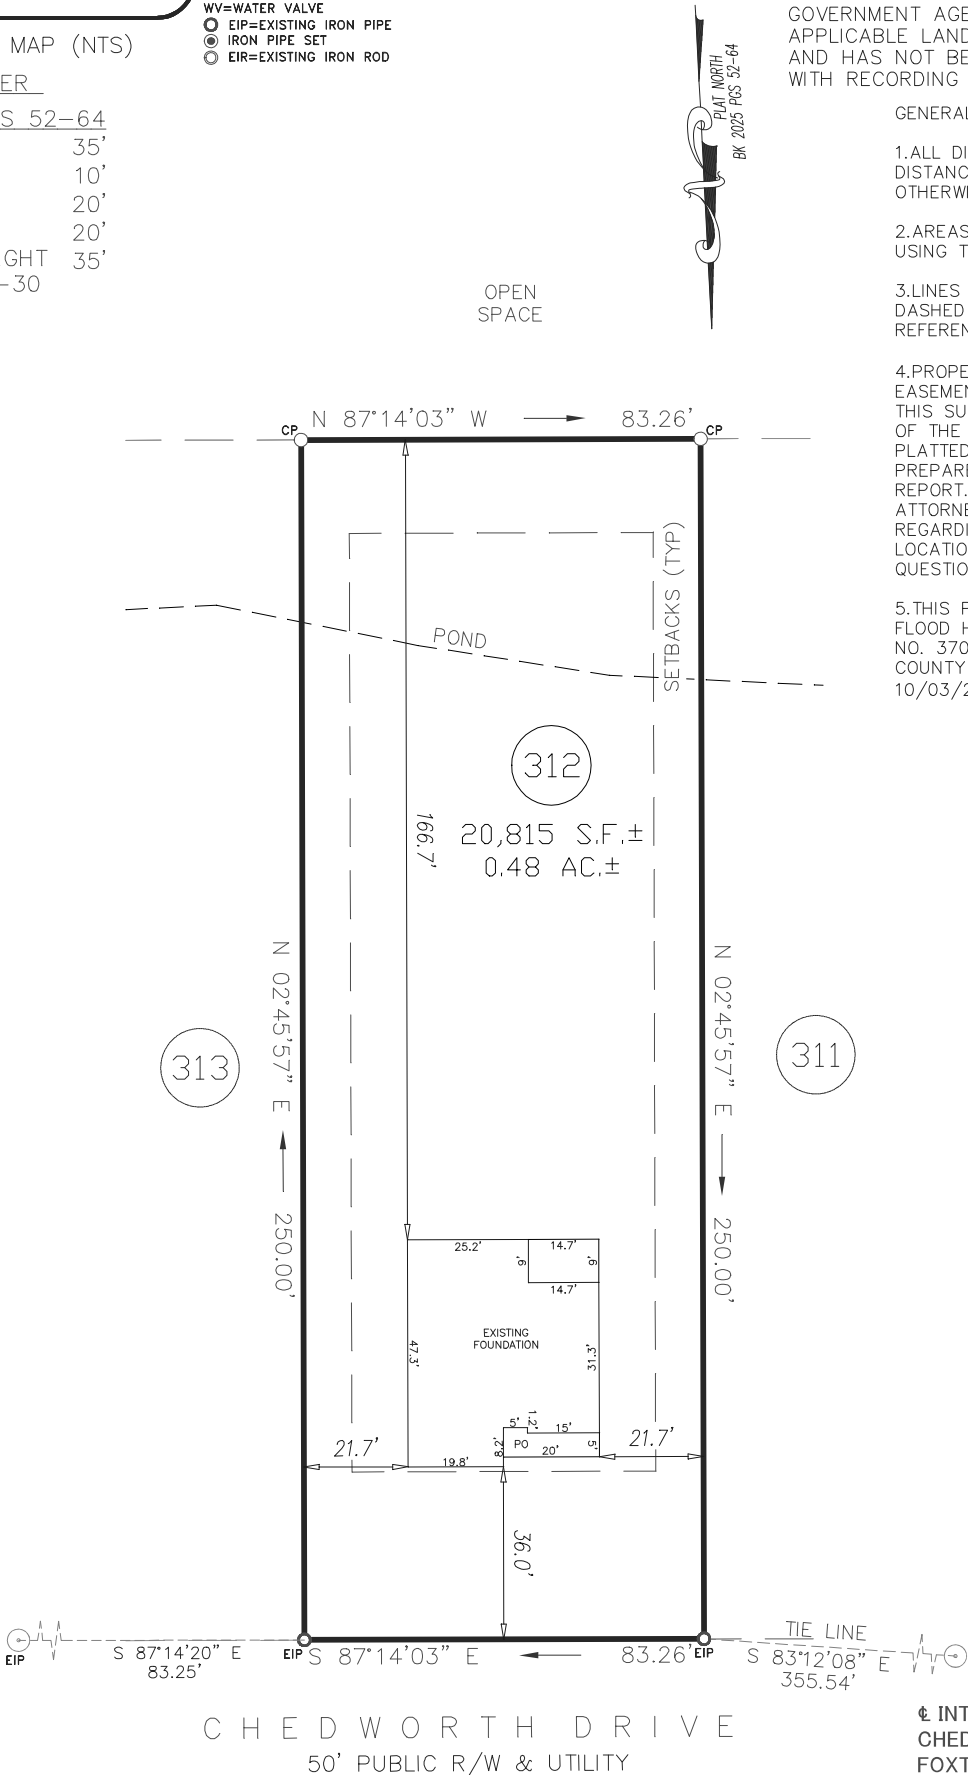 WV=WATER VALVE
EIP=EXISTING IRON PIPE
IRON PIPE SET
EIR=EXISTING IRON ROD
MAP (NTS)
ER
S 52-64
35'
10'
20'
20'
GHT 35'
-30
PLAT NORTH
BK 2025 PGS 52-64
GOVERNMENT AGE
APPLICABLE LAND
AND HAS NOT BE
WITH RECORDING
GENERAL
1.ALL DI
DISTANC
OTHERWI
2.AREAS
USING T
3.LINES
DASHED
REFEREN
4.PROPE
EASEMEN
THIS SU
OF THE
PLATTED
PREPARE
REPORT.
ATTORNE
REGARDI
LOCATIO
QUESTIO
5.THIS P
FLOOD H
NO. 370
COUNTY
10/03/2
OPEN
SPACE
N 87°14'03" W 83.26'
CP
CP
SETBACKS (TYP)
POND
312
20,815 S.F.±
0.48 AC.±
166.7'
N 02°45'57" E 250.00'
N 02°45'57" E 250.00'
313
311
25.2'
14.7'
9'
9'
14.7'
EXISTING
FOUNDATION
47.3'
31.3'
5'
1.2'
15'
PO
8.2'
20'
5'
19.8'
21.7'
21.7'
36.0'
EIP
S 87°14'20" E
83.25'
EIP
S 87°14'03" E 83.26'
EIP
TIE LINE
S 83°12'08" E
355.54'
CHEDWORTH DRIVE
50' PUBLIC R/W & UTILITY
℄ INT
CHED
FOXT